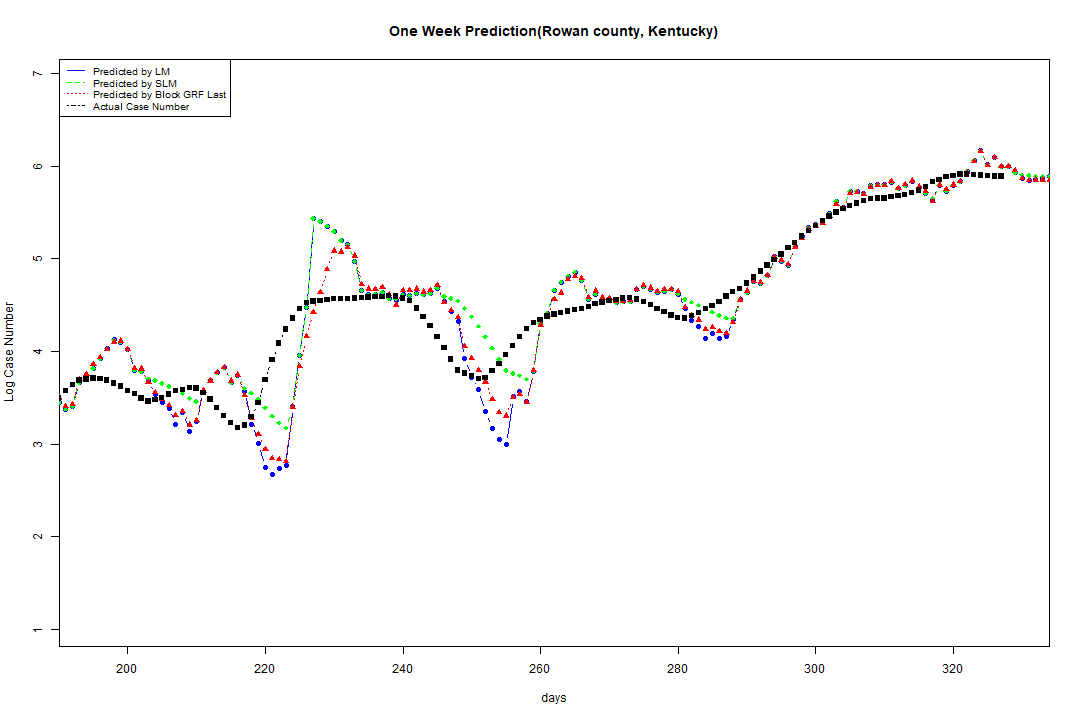 One Week Prediction(Rowan county, Kentucky)
Predicted by LM
Predicted by SLM
Predicted by Block GRF Last
Actual Case Number
7
6
5
4
3
2
1
Log Case Number
200 220 240 260 280 300 320
days